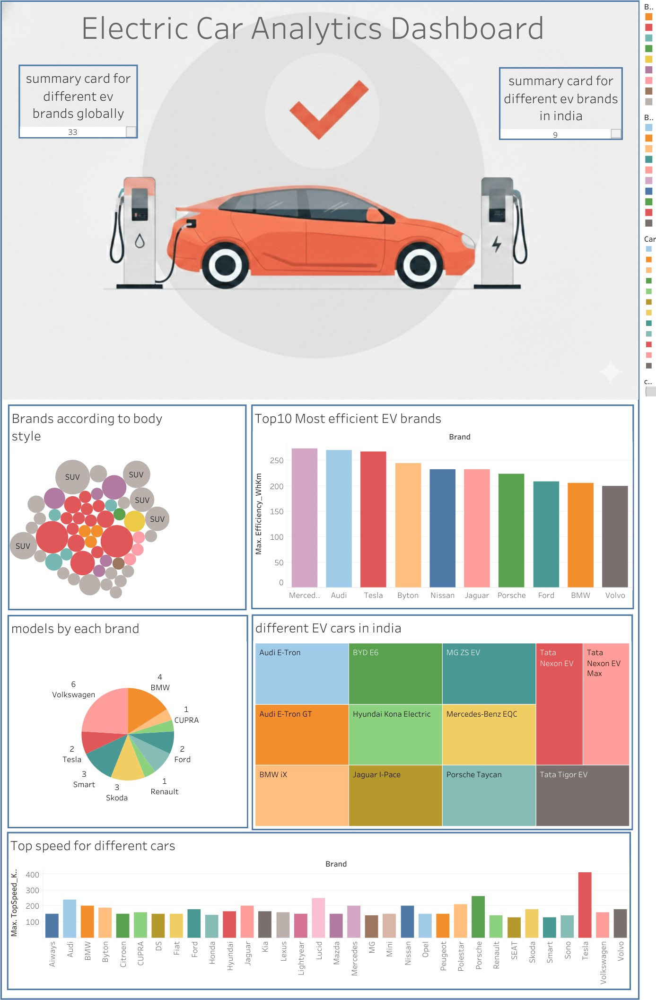 Electric Car Analytics Dashboard
summary card for
different ev
brands globally
33
summary card for
different ev brands
in india
9
B..
B..
Car
c..
Brands according to body
style
SUV
SUV
SUV
SUV
SUV
Top10 Most efficient EV brands
Brand
Max. Efficiency_WhKm
250
200
150
100
50
0
Merced..
Audi
Tesla
Byton
Nissan
Jaguar
Porsche
Ford
BMW
Volvo
models by each brand
6
Volkswagen
4
BMW
1
CUPRA
2
Ford
1
Renault
3
Skoda
3
Smart
2
Tesla
different EV cars in india
Audi E-Tron
BYD E6
MG ZS EV
Tata
Nexon EV
Tata
Nexon EV
Max
Audi E-Tron GT
Hyundai Kona Electric
Mercedes-Benz EQC
BMW iX
Jaguar I-Pace
Porsche Taycan
Tata Tigor EV
Top speed for different cars
Brand
Max. TopSpeed_K..
400
300
200
100
Aiways
Audi
BMW
Byton
Citroen
CUPRA
DS
Fiat
Ford
Honda
Hyundai
Jaguar
Kia
Lexus
Lightyear
Lucid
Mazda
Mercedes
MG
Mini
Nissan
Opel
Peugeot
Polestar
Porsche
Renault
SEAT
Skoda
Smart
Sono
Tesla
Volkswagen
Volvo